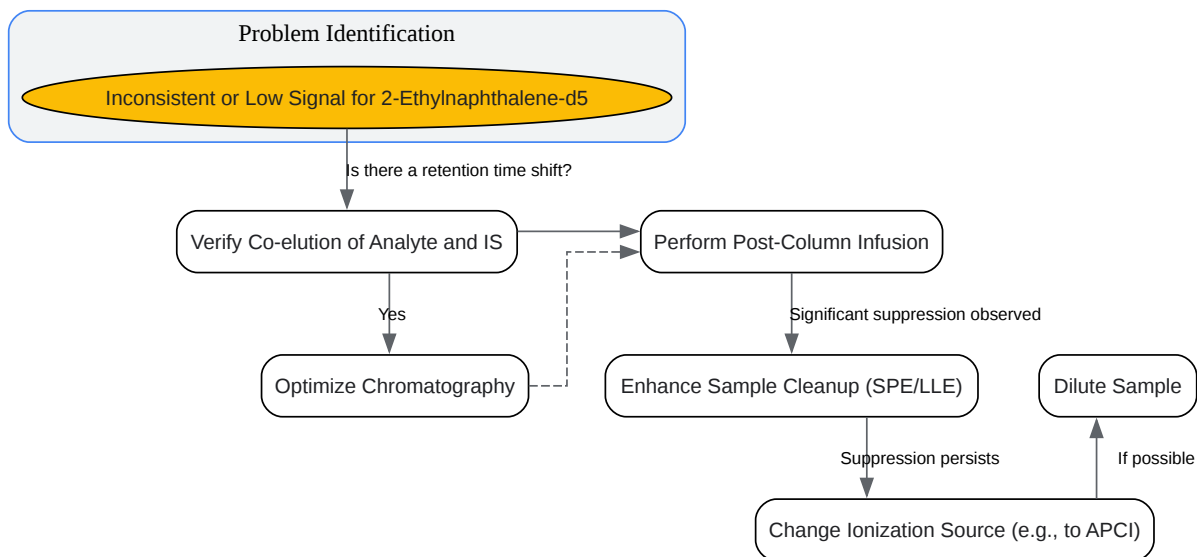 Problem Identification
Inconsistent or Low Signal for 2-Ethylnaphthalene-d5
Is there a retention time shift?
Verify Co-elution of Analyte and IS
Perform Post-Column Infusion
Yes
Significant suppression observed
Optimize Chromatography
Enhance Sample Cleanup (SPE/LLE)
Dilute Sample
Suppression persists
If possible
Change Ionization Source (e.g., to APCI)